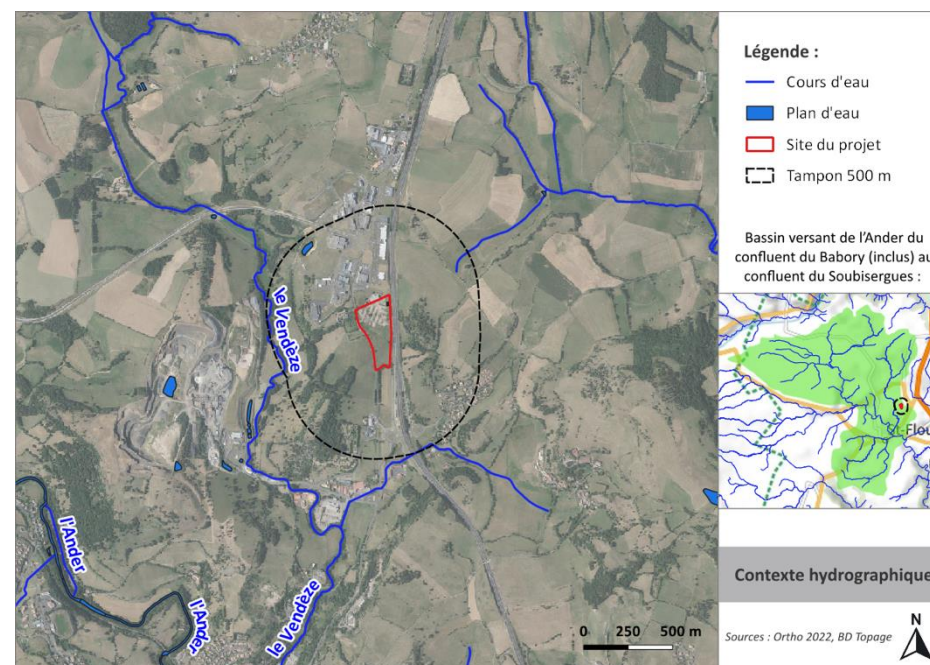 Légende :
Cours d'eau
Plan d'eau
Site du projet
Tampon 500 m
Bassin versant de l'Ander du
confluent du Babory (inclus) au
confluent du Soubisergues :
le Vendèze
l'Ander
l'Ander
le Vendèze
0 250 500 m
St-Flou
Contexte hydrographique
Sources : Ortho 2022, BD Topage
N